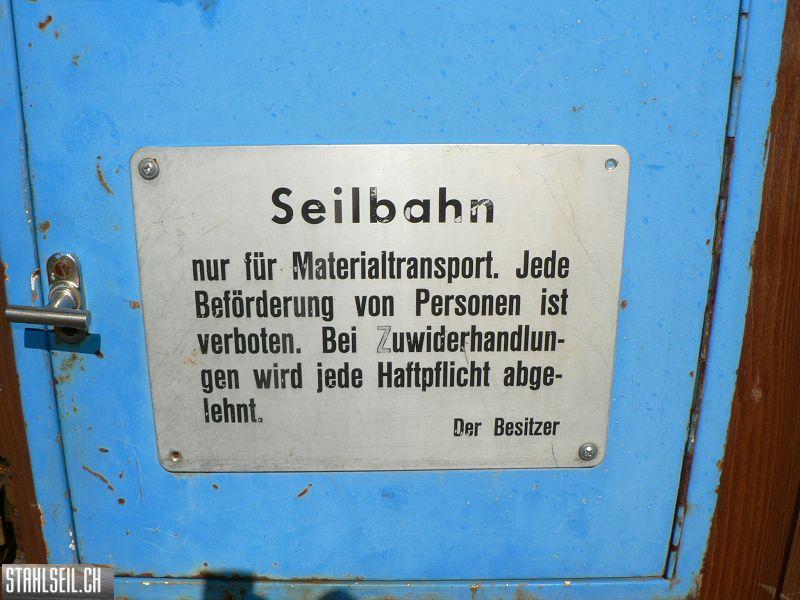 Seilbahn
nur für Materialtransport. Jede
Beförderung von Personen ist
verboten. Bei Zuwiderhandlun-
gen wird jede Haftpflicht abge-
lehnt.
Der Besitzer
STAHLSEIL.CH